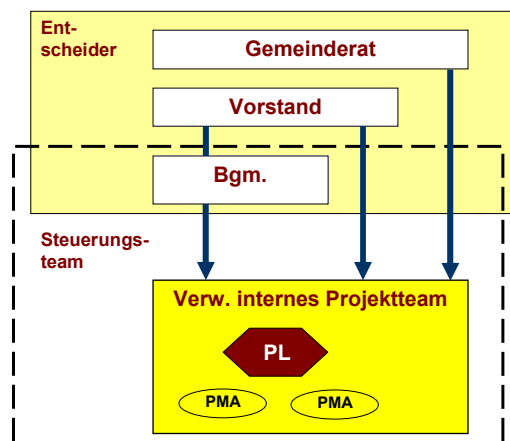 Ent-
scheider
Gemeinderat
Vorstand
Bgm.
Steuerungs-
team
Verw. internes Projektteam
PL
PMA
PMA